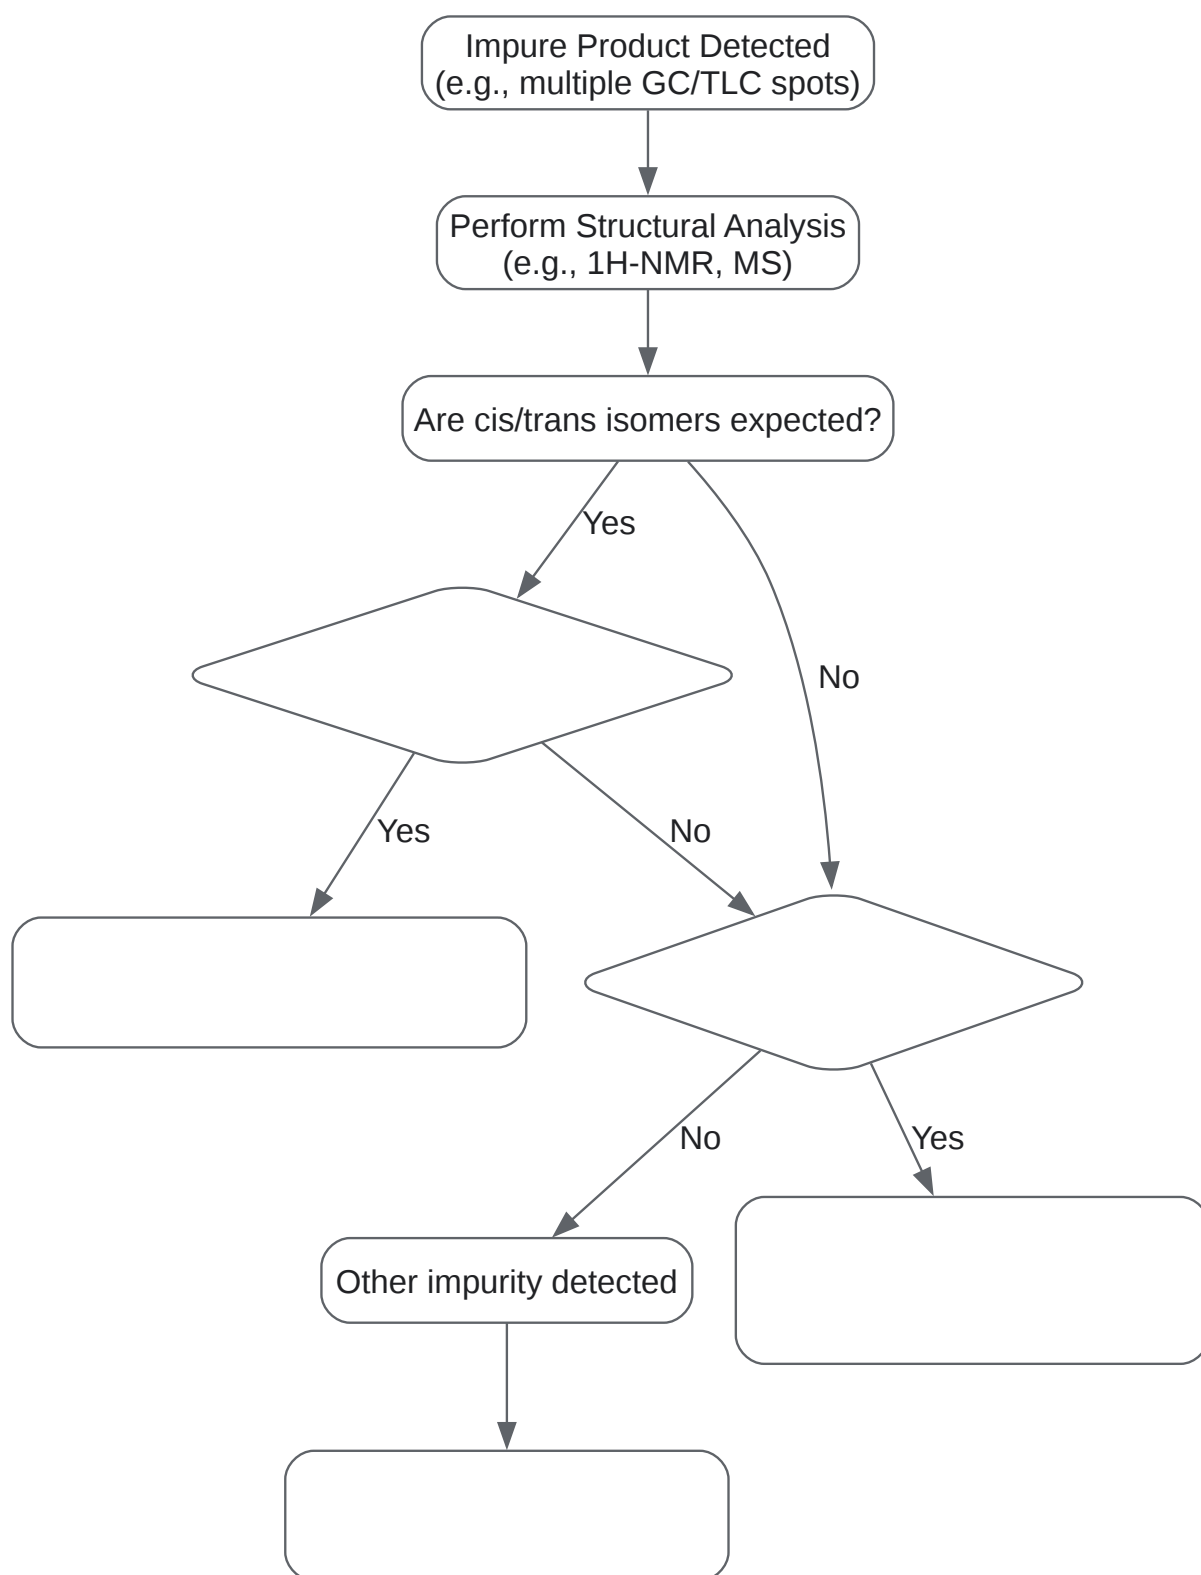 Impure Product Detected
(e.g., multiple GC/TLC spots)
Perform Structural Analysis
(e.g., 1H-NMR, MS)
Are cis/trans isomers expected?
Yes
No
Yes
No
No
Yes
Other impurity detected